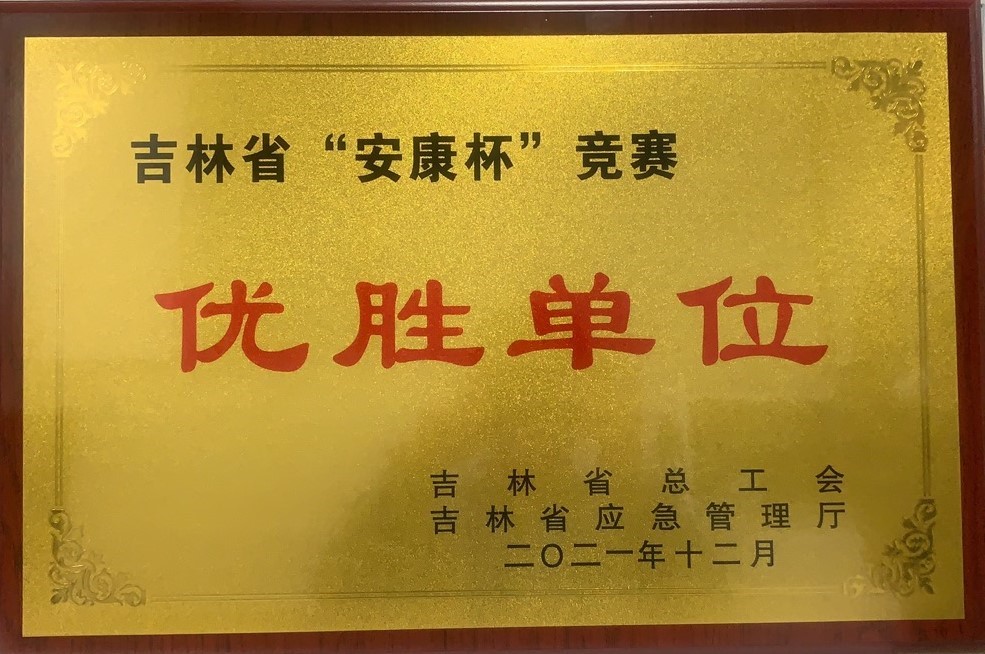 吉林省“安康杯”竞赛
优胜单位
吉林省总工会
吉林省应急管理厅
二〇二一年十二月